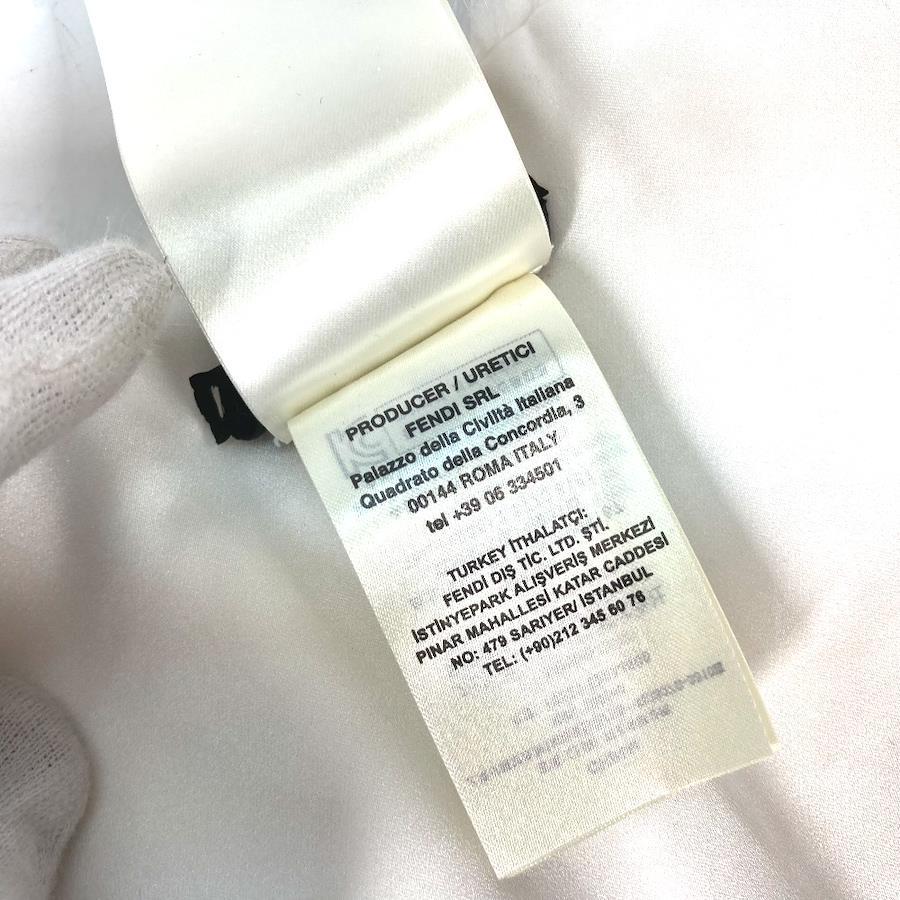 PRODUCER / URETICI
FENDI SRL
Palazzo della Civiltà Italiana
Quadrato della Concordia, 3
00144 ROMA ITALY
tel +39 06 334501
TURKEY İTHALATÇI:
FENDİ DIŞ TİC. LTD. ŞTİ.
İSTİNYEPARK ALIŞVERİŞ MERKEZİ
PINAR MAHALLESİ KATAR CADDESİ
NO: 479 SARIYER/ İSTANBUL
TEL: (+90)212 345 60 76